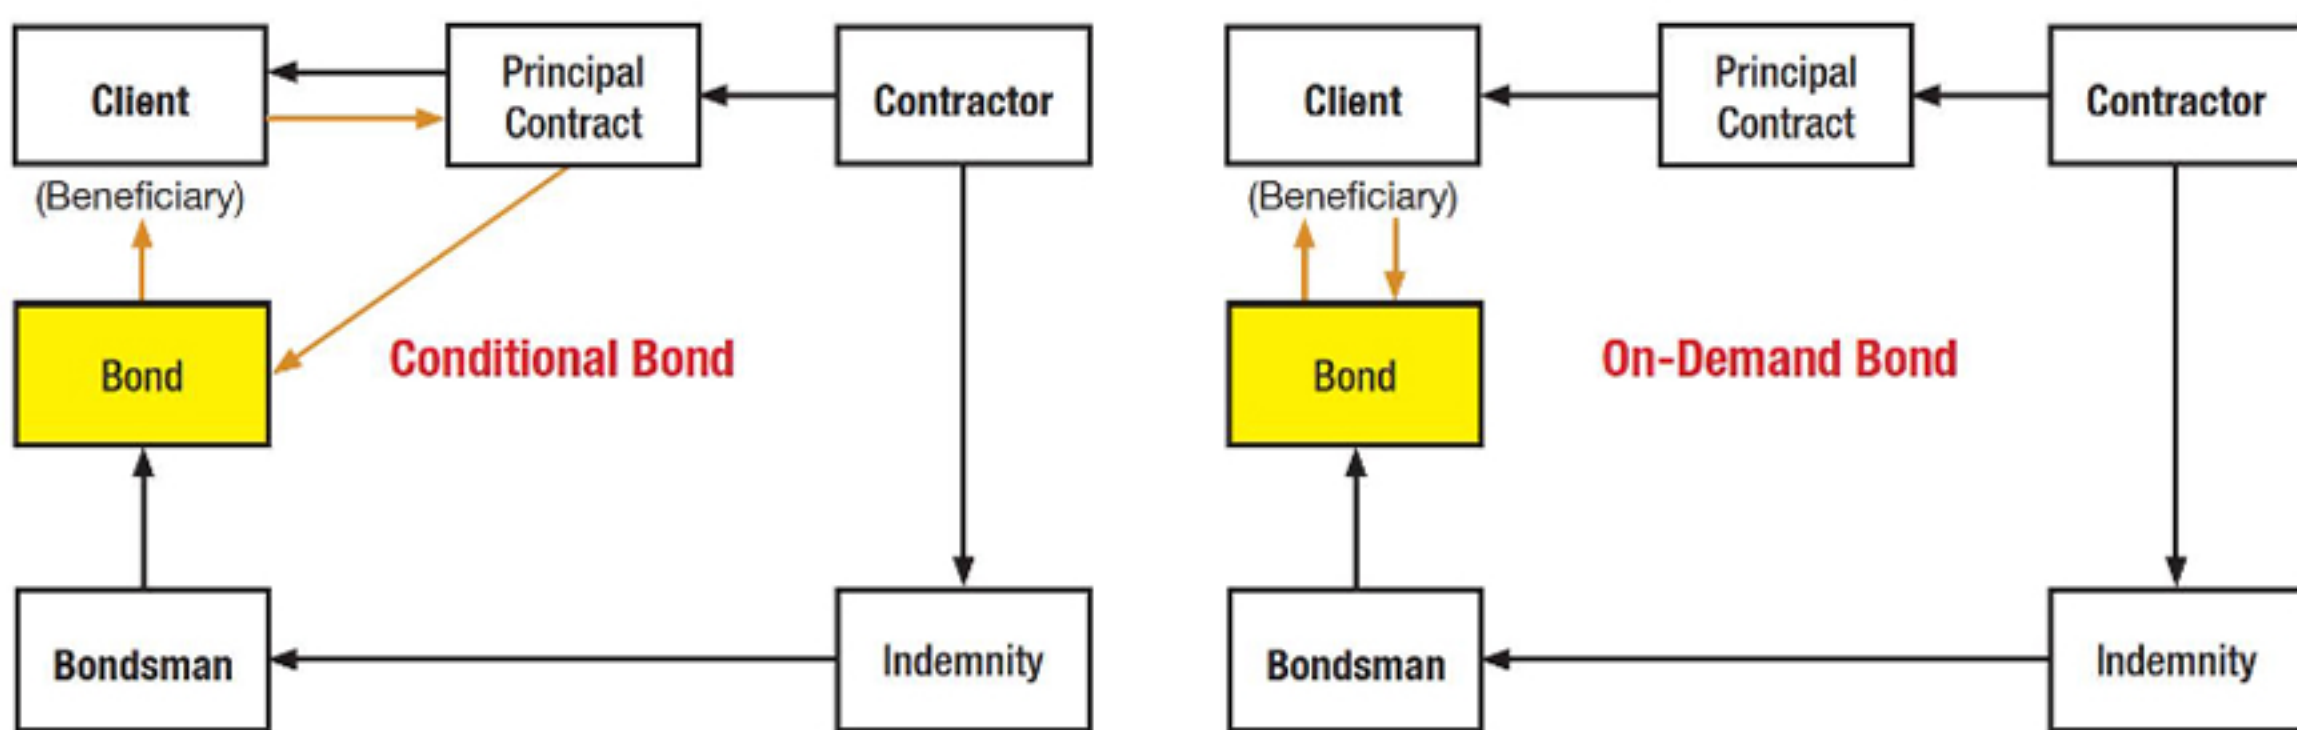 Client
Principal
Contract
Contractor
(Beneficiary)
Bond
Conditional Bond
Bondsman
Indemnity
Client
Principal
Contract
Contractor
(Beneficiary)
Bond
On-Demand Bond
Bondsman
Indemnity